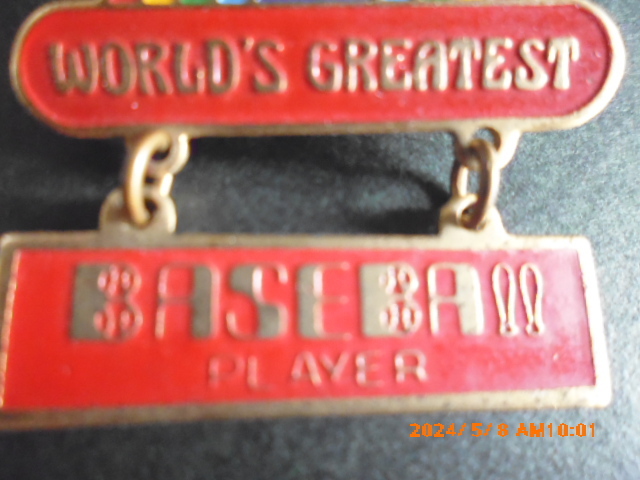 WORLD'S GREATEST
BASEBALL
PLAYER
2024/5/8 AM10:01